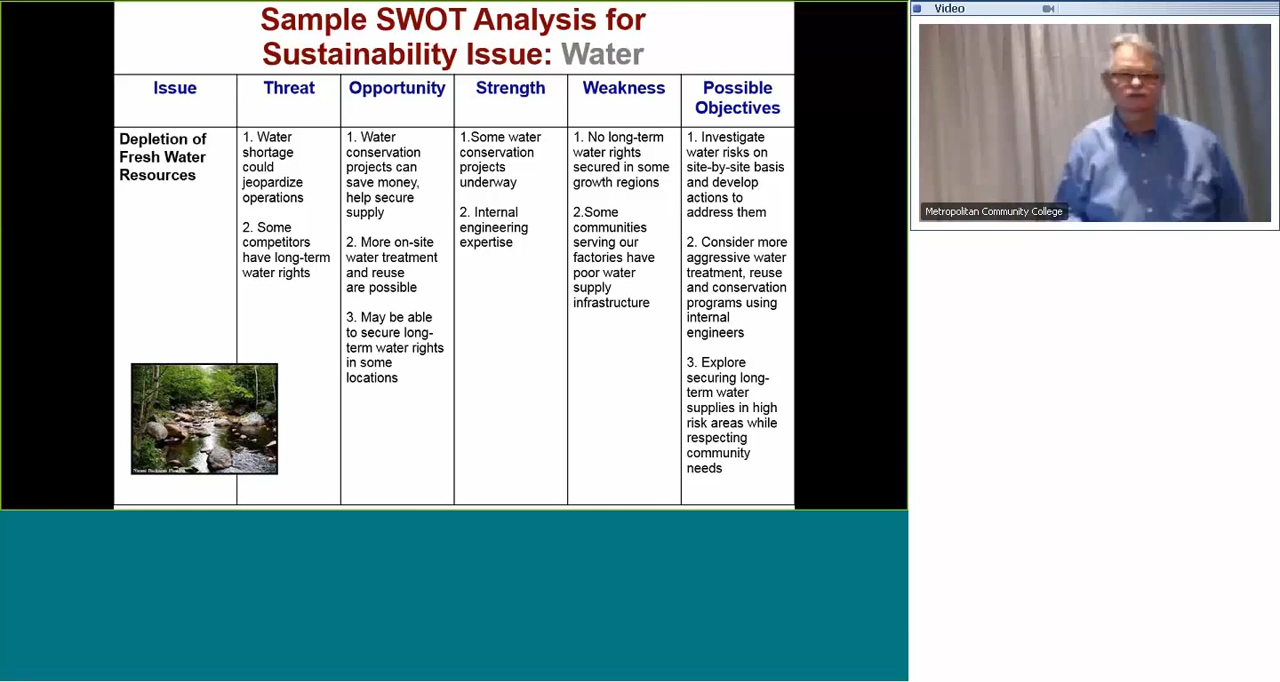 Sample SWOT Analysis for
Sustainability Issue: Water
Issue
Threat
Opportunity
Strength
Weakness
Possible
Objectives
Depletion of
Fresh Water
Resources
1. Water
shortage
could
jeopardize
operations
2. Some
competitors
have long-term
water rights
1. Water
conservation
projects can
save money,
help secure
supply
2. More on-site
water treatment
and reuse
are possible
3. May be able
to secure long-
term water rights
in some
locations
1.Some water
conservation
projects
underway
2. Internal
engineering
expertise
1. No long-term
water rights
secured in some
growth regions
2.Some
communities
serving our
factories have
poor water
supply
infrastructure
1. Investigate
water risks on
site-by-site basis
and develop
actions to
address them
2. Consider more
aggressive water
treatment, reuse
and conservation
programs using
internal
engineers
3. Explore
securing long-
term water
supplies in high
risk areas while
respecting
community
needs
Video
Metropolitan Community College